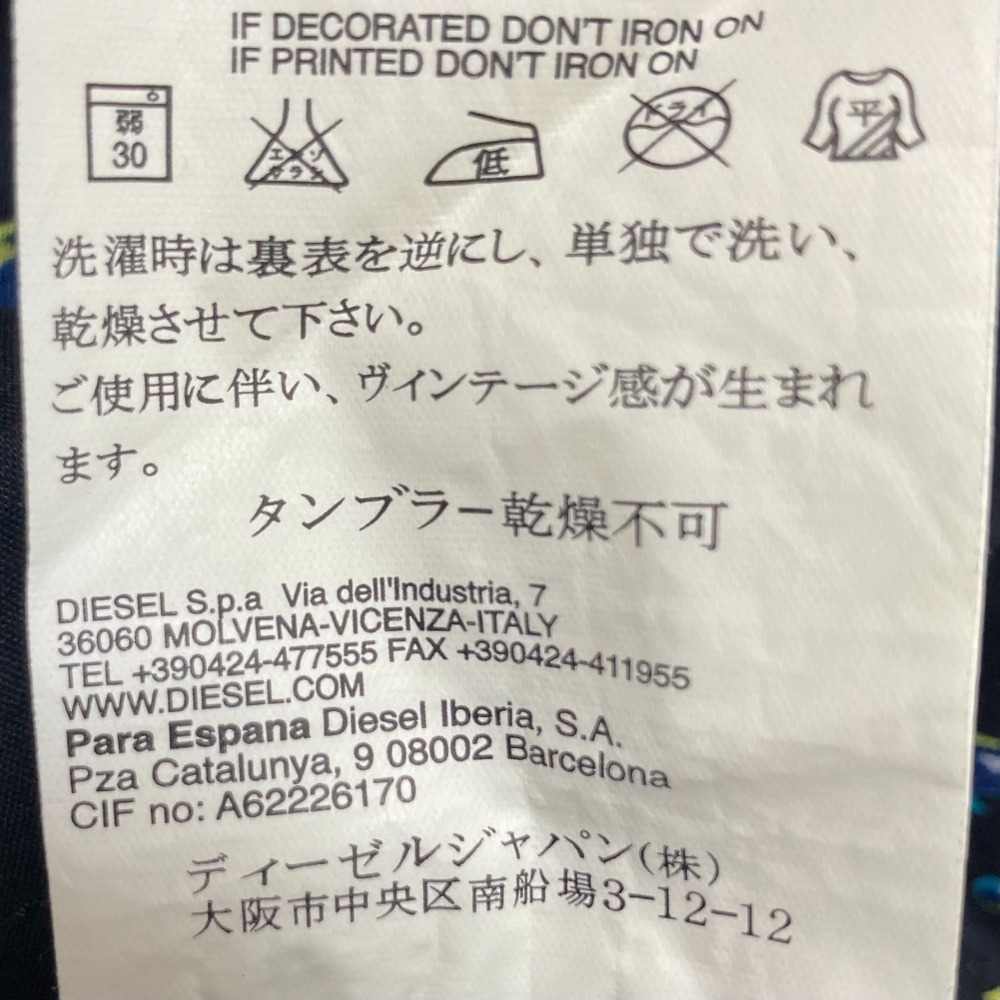 IF DECORATED DON'T IRON ON
IF PRINTED DON'T IRON ON
弱 30
エンソ サラシ
低
ドライ
平
洗濯時は裏表を逆にし、単独で洗い、
乾燥させて下さい。
ご使用に伴い、ヴィンテージ感が生まれ
ます。
タンブラー乾燥不可
DIESEL S.p.a Via dell'Industria, 7
36060 MOLVENA-VICENZA-ITALY
TEL +390424-477555 FAX +390424-411955
WWW.DIESEL.COM
Para Espana Diesel Iberia, S.A.
Pza Catalunya, 9 08002 Barcelona
CIF no: A62226170
ディーゼルジャパン(株)
大阪市中央区南船場3-12-12